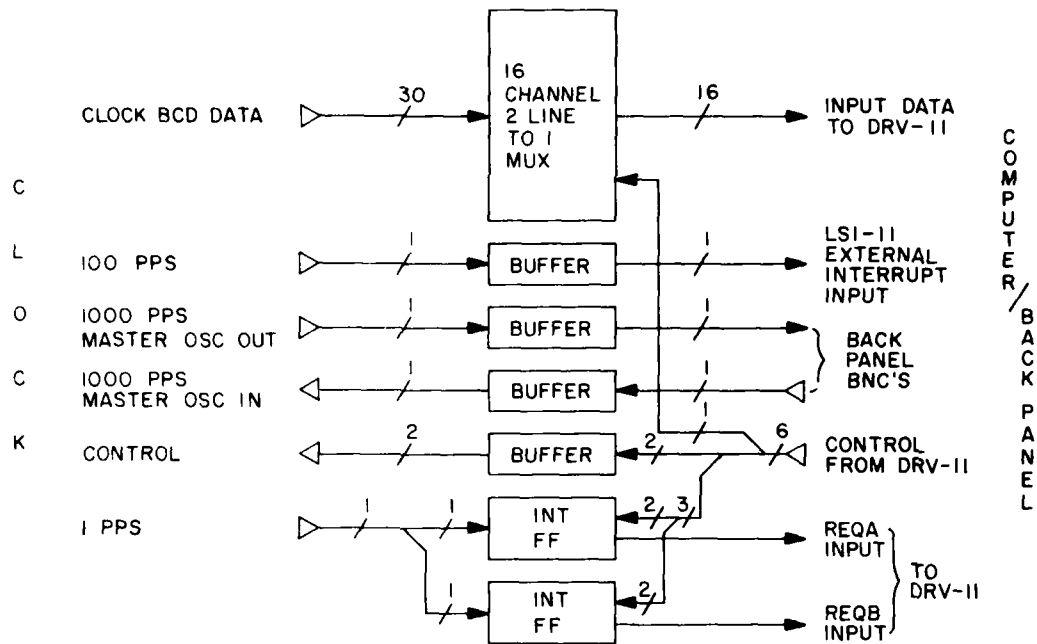 16
CHANNEL
2 LINE
TO 1
MUX
CLOCK BCD DATA
30
16
INPUT DATA
TO DRV-11
CLOCK
COMPUTER/BACK PANEL
100 PPS
1
BUFFER
1
LSI-11
EXTERNAL
INTERRUPT
INPUT
1000 PPS
MASTER OSC OUT
1
BUFFER
1
BACK
PANEL
BNC'S
1000 PPS
MASTER OSC IN
1
BUFFER
1
1
CONTROL
2
BUFFER
2
6
CONTROL
FROM DRV-11
1 PPS
1
1
INT
FF
2
3
REQA
INPUT
1
INT
FF
2
REQB
INPUT
TO
DRV-11